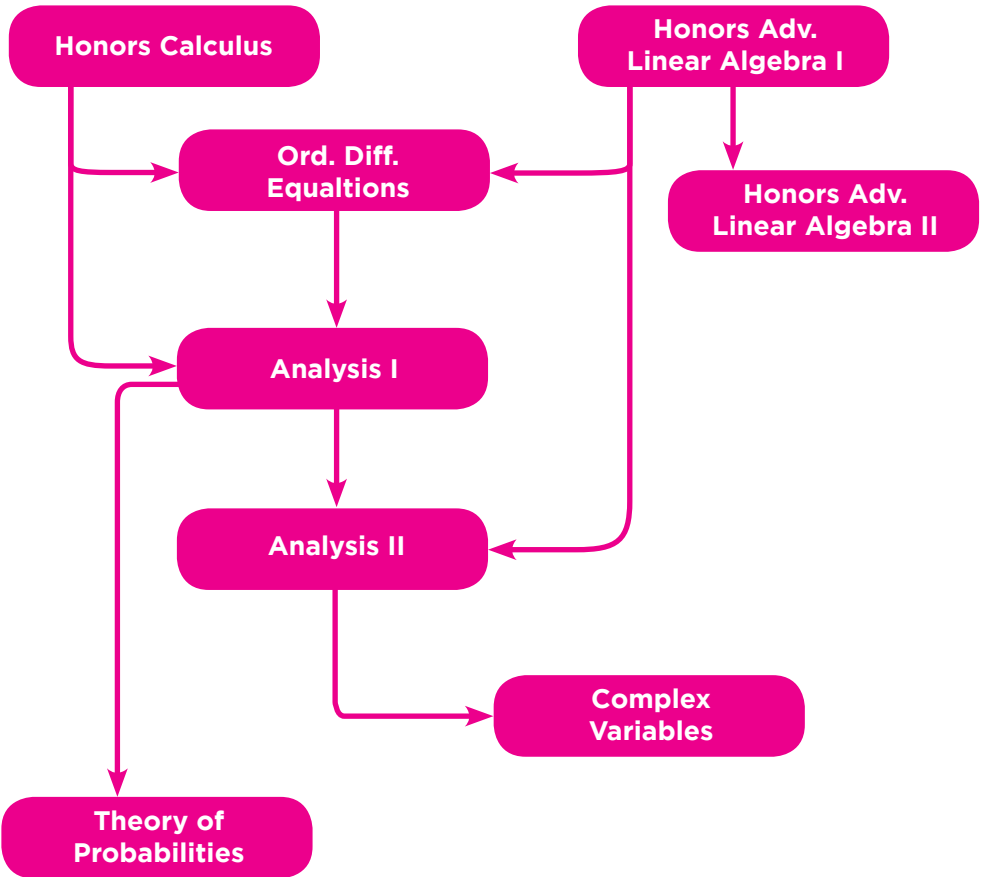 Honors Calculus
Honors Adv.
Linear Algebra I
Ord. Diff.
Equaltions
Honors Adv.
Linear Algebra II
Analysis I
Analysis II
Complex
Variables
Theory of
Probabilities